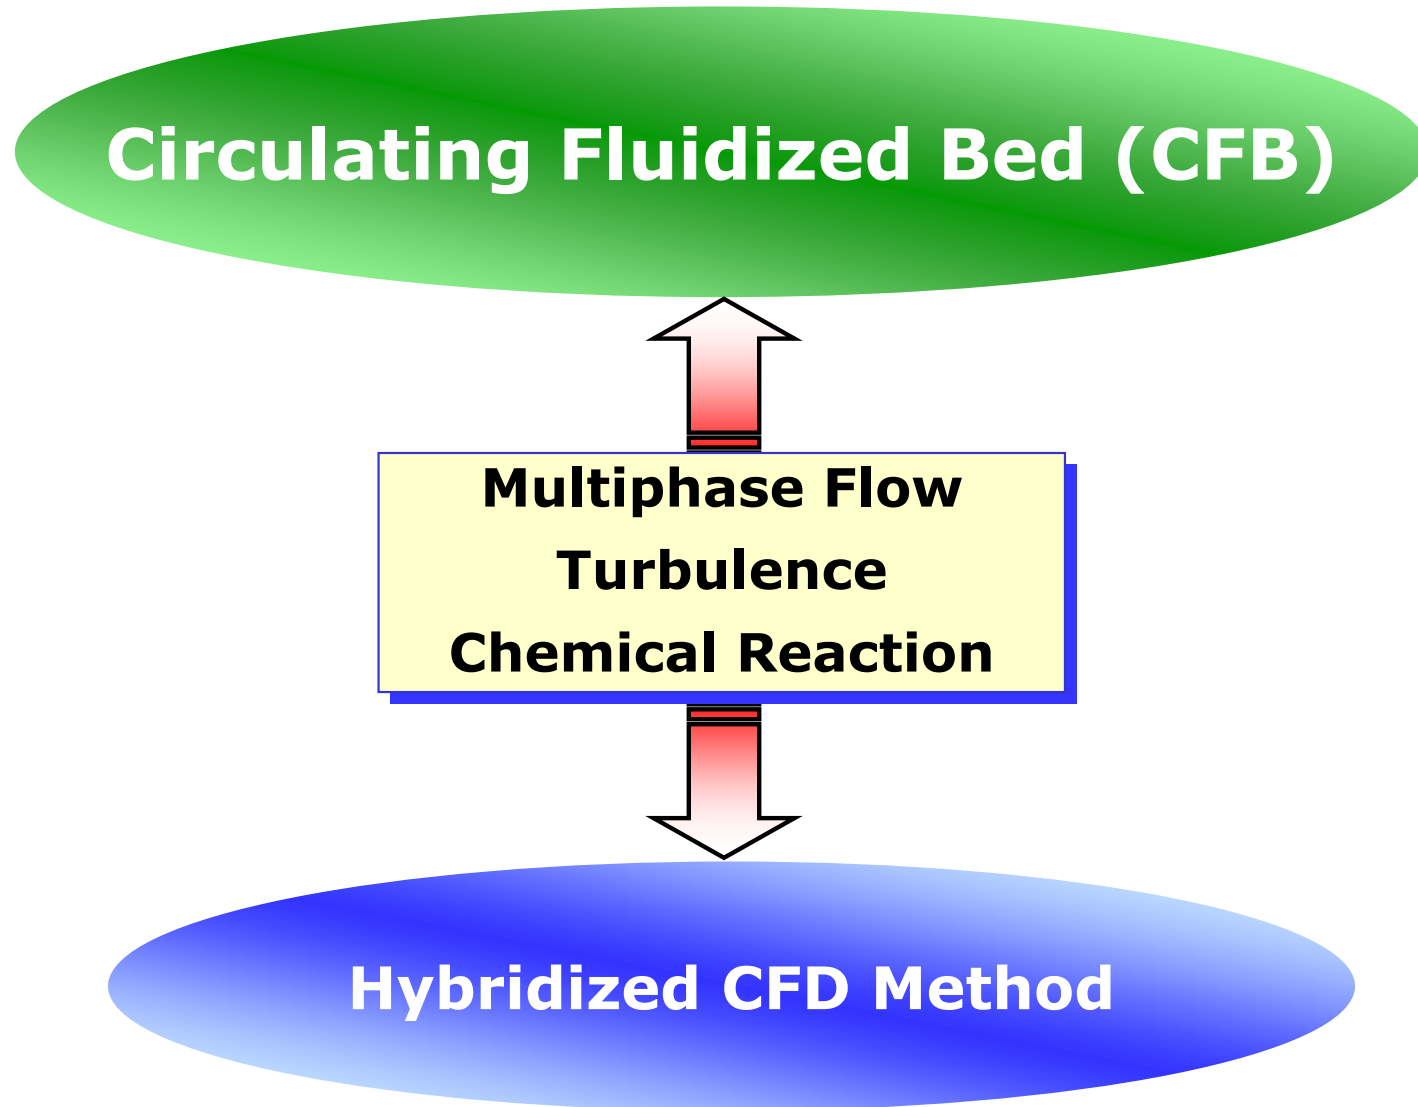 Circulating Fluidized Bed (CFB)
Multiphase Flow
Turbulence
Chemical Reaction
Hybridized CFD Method